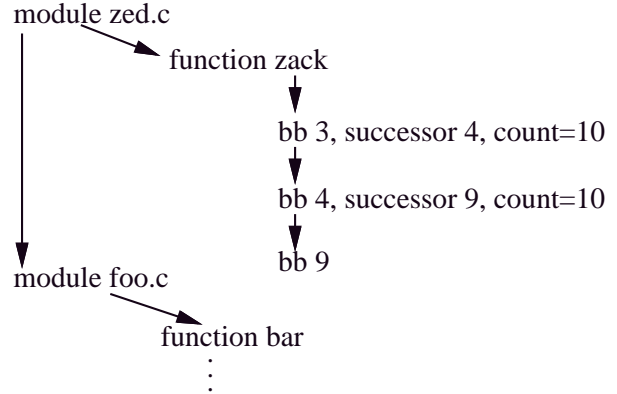 module zed.c
function zack
bb 3, successor 4, count=10
bb 4, successor 9, count=10
bb 9
module foo.c
function bar